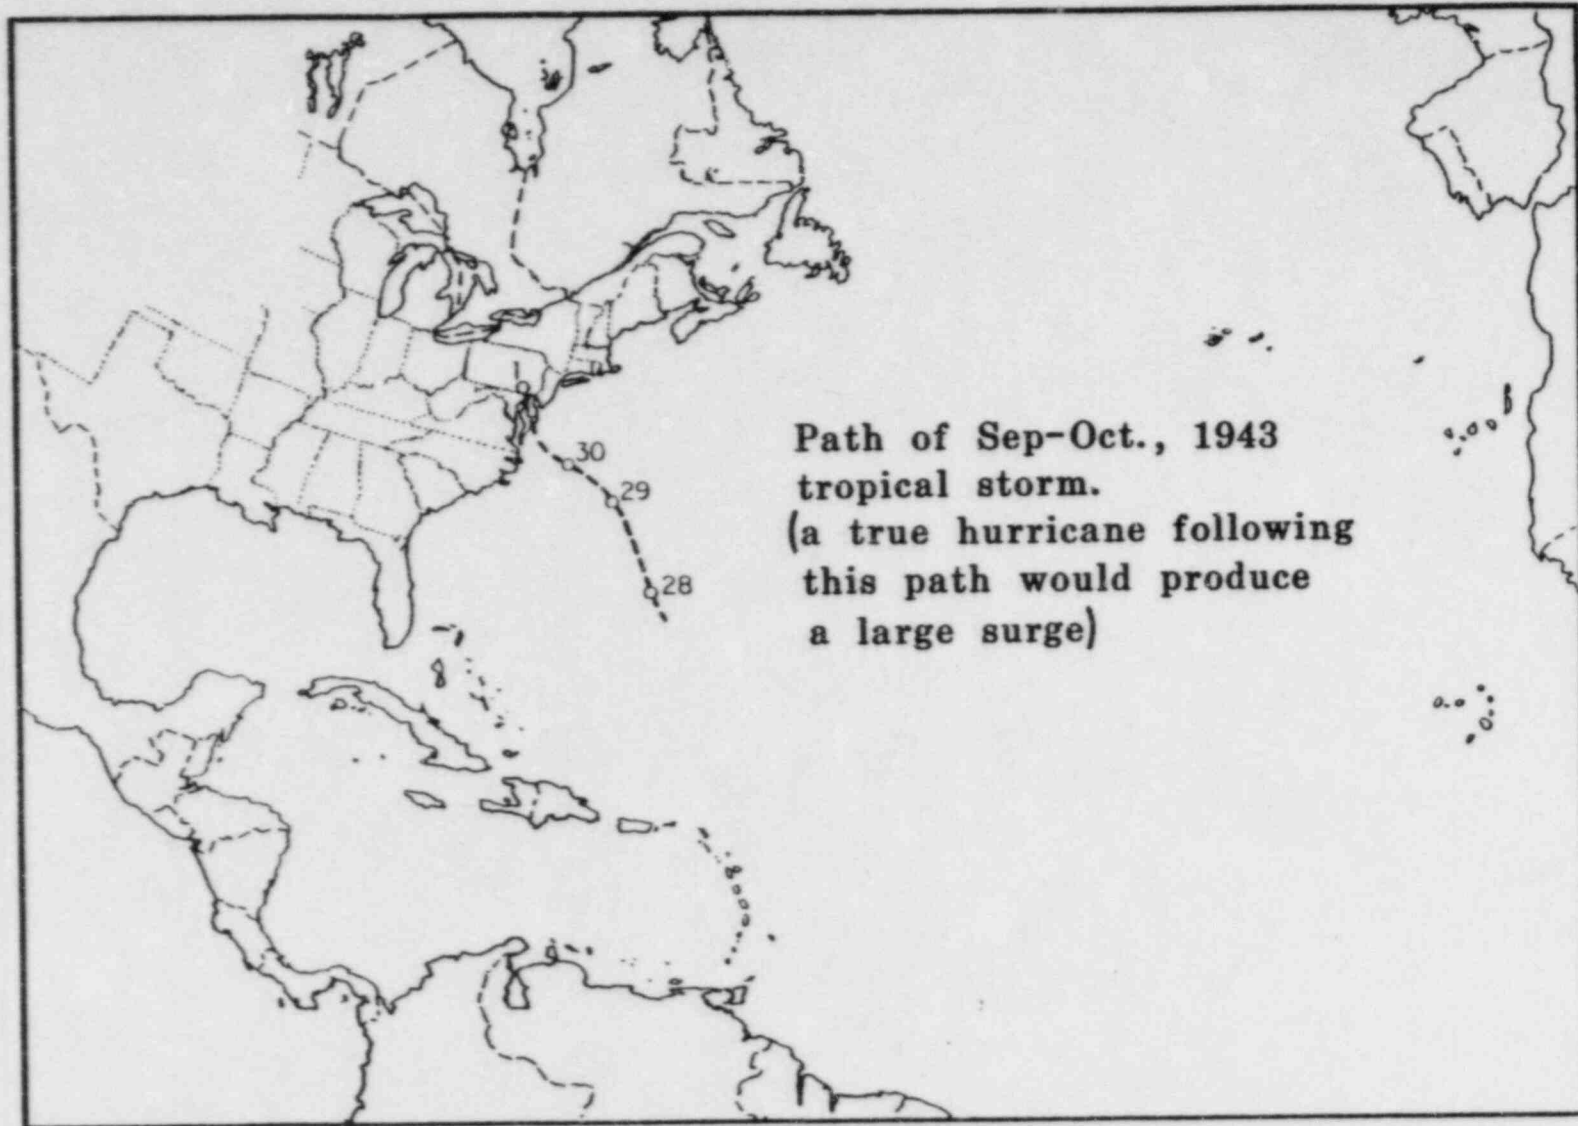 Path of Sep-Oct., 1943
tropical storm.
(a true hurricane following
this path would produce
a large surge)
30
29
28